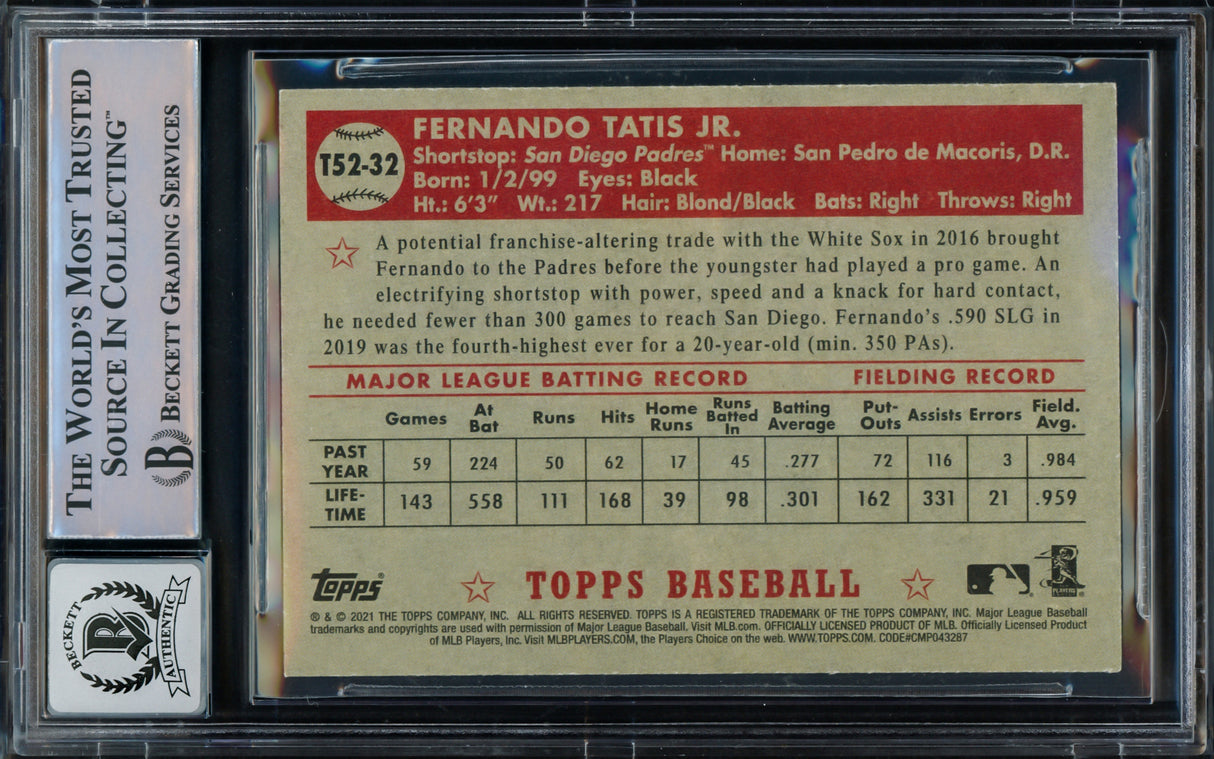 THE WORLD'S MOST TRUSTED
SOURCE IN COLLECTING™
BECKETT GRADING SERVICES
B
BECKETT
B
AUTHENTIC
T52-32
FERNANDO TATIS JR.
Shortstop: San Diego Padres™ Home: San Pedro de Macoris, D.R.
Born: 1/2/99 Eyes: Black
Ht.: 6'3" Wt.: 217 Hair: Blond/Black Bats: Right Throws: Right
A potential franchise-altering trade with the White Sox in 2016 brought
Fernando to the Padres before the youngster had played a pro game. An
electrifying shortstop with power, speed and a knack for hard contact,
he needed fewer than 300 games to reach San Diego. Fernando's .590 SLG in
2019 was the fourth-highest ever for a 20-year-old (min. 350 PAs).
MAJOR LEAGUE BATTING RECORD FIELDING RECORD
Games At Bat Runs Hits Home Runs Runs Batted In Batting Average Put-Outs Assists Errors Field. Avg.
PAST YEAR 59 224 50 62 17 45 .277 72 116 3 .984
LIFE-TIME 143 558 111 168 39 98 .301 162 331 21 .959
Topps® TOPPS BASEBALL PLAYERS
® & © 2021 THE TOPPS COMPANY, INC. ALL RIGHTS RESERVED. TOPPS IS A REGISTERED TRADEMARK OF THE TOPPS COMPANY, INC. Major League Baseball
trademarks and copyrights are used with permission of Major League Baseball. Visit MLB.com. OFFICIALLY LICENSED PRODUCT OF MLB. Officially Licensed Product
of MLB Players, Inc. Visit MLBPLAYERS.COM, the Players Choice on the web. WWW.TOPPS.COM. CODE#CMP043287